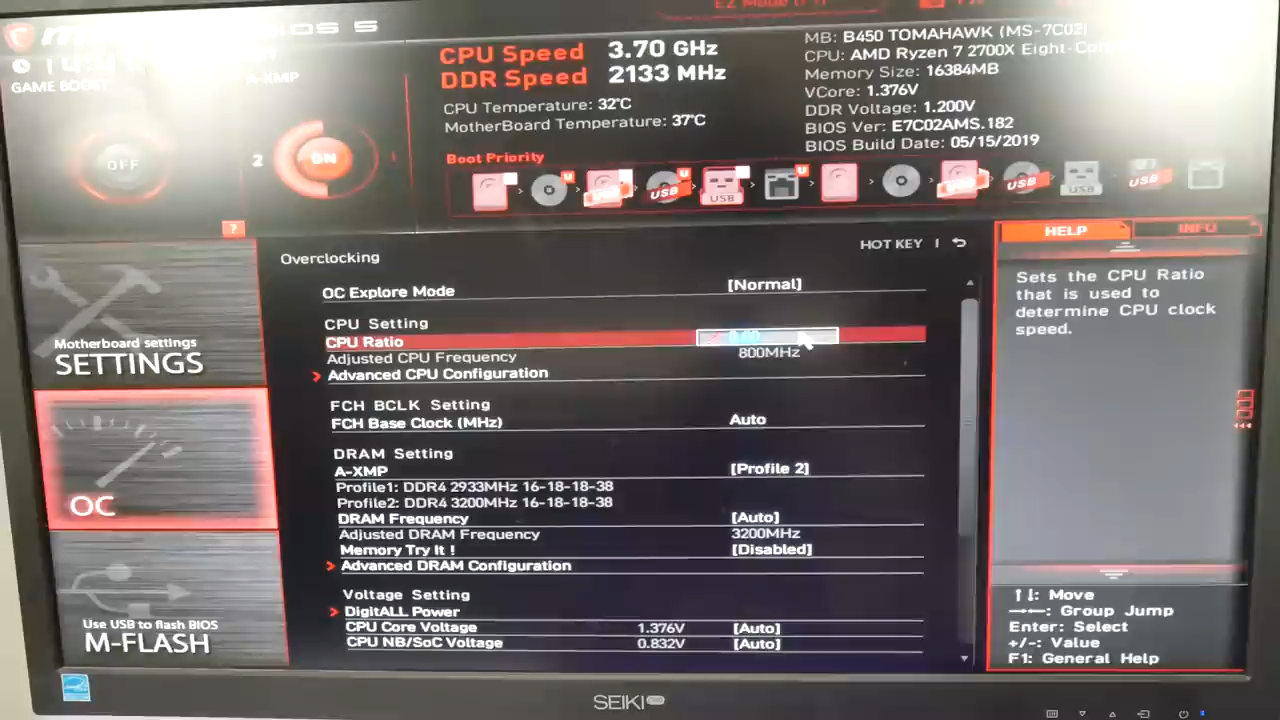 EZ Mode (F7)
GAME BOOST
A-XMP
OFF
2
ON
1
CPU Speed 3.70 GHz
DDR Speed 2133 MHz
CPU Temperature: 32°C
MotherBoard Temperature: 37°C
MB: B450 TOMAHAWK (MS-7C02)
CPU: AMD Ryzen 7 2700X Eight-Co
Memory Size: 16384MB
VCore: 1.376V
DDR Voltage: 1.200V
BIOS Ver: E7C02AMS.182
BIOS Build Date: 05/15/2019
Boot Priority
U
U
U
USB
USB
USB
USB
USB
?
Motherboard settings
SETTINGS
OC
Use USB to flash BIOS
M-FLASH
Overclocking
HOT KEY
OC Explore Mode [Normal]
CPU Setting
CPU Ratio
Adjusted CPU Frequency 800MHz
> Advanced CPU Configuration
FCH BCLK Setting
FCH Base Clock (MHz) Auto
DRAM Setting
A-XMP [Profile 2]
Profile1: DDR4 2933MHz 16-18-18-38
Profile2: DDR4 3200MHz 16-18-18-38
DRAM Frequency [Auto]
Adjusted DRAM Frequency 3200MHz
Memory Try It ! [Disabled]
> Advanced DRAM Configuration
Voltage Setting
> DigitALL Power
CPU Core Voltage 1.376V [Auto]
CPU NB/SoC Voltage 0.832V [Auto]
HELP
INFO
Sets the CPU Ratio
that is used to
determine CPU clock
speed.
↑↓: Move
→←: Group Jump
Enter: Select
+/-: Value
F1: General Help
SEIKI